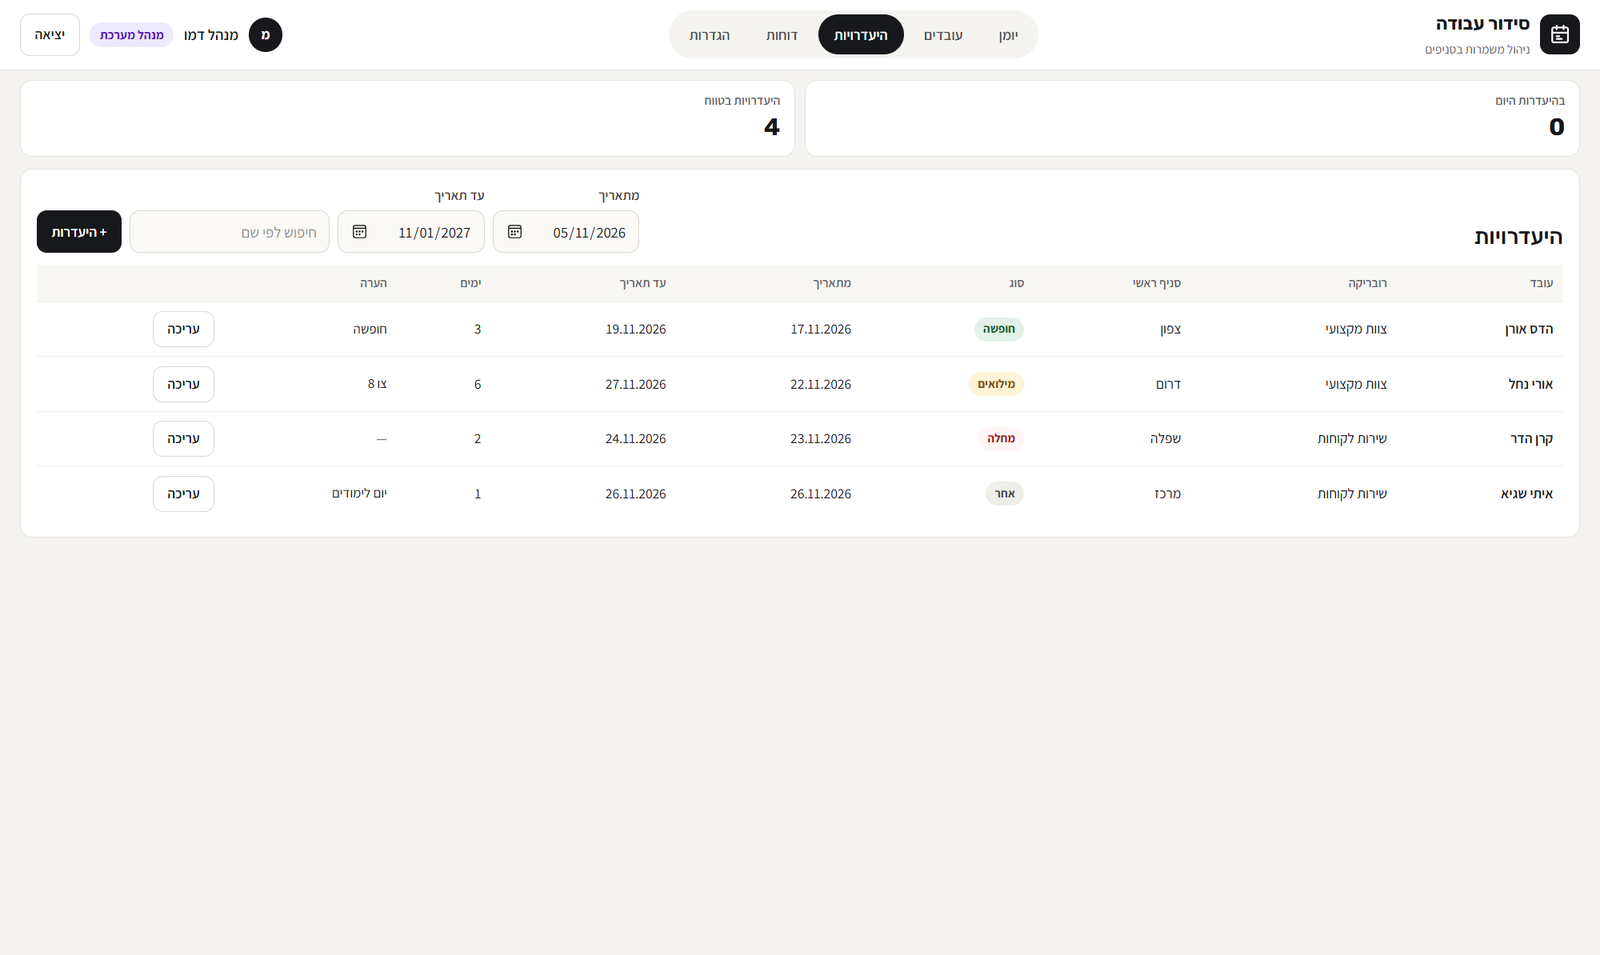 סידור עבודה
ניהול משמרות בסניפים
יומן
עובדים
היעדרויות
דוחות
הגדרות
מ
מנהל דמו
מנהל מערכת
יציאה
בהיעדרות היום
0
היעדרויות בטווח
4
היעדרויות
מתאריך
05/11/2026
עד תאריך
11/01/2027
חיפוש לפי שם
+ היעדרות
עובד רובריקה סניף ראשי סוג מתאריך עד תאריך ימים הערה
הדס אורן צוות מקצועי צפון חופשה 17.11.2026 19.11.2026 3 חופשה עריכה
אורי נחל צוות מקצועי דרום מילואים 22.11.2026 27.11.2026 6 צו 8 עריכה
קרן הדר שירות לקוחות שפלה מחלה 23.11.2026 24.11.2026 2 — עריכה
איתי שגיא שירות לקוחות מרכז אחר 26.11.2026 26.11.2026 1 יום לימודים עריכה